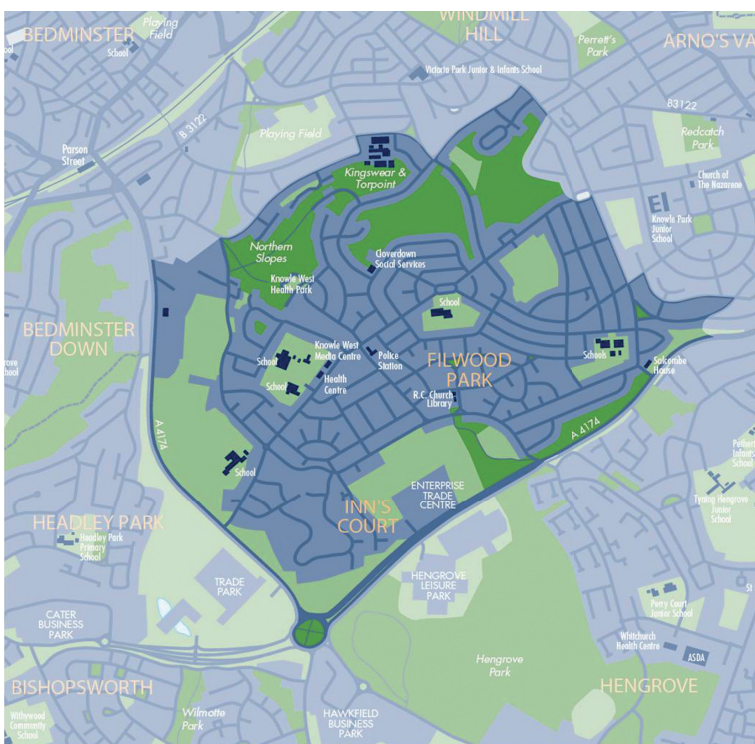 WINDMILL
HILL
BEDMINSTER
Playing
Field
School
Perrett's
Park
ARNO'S VA
Victoria Park Junior & Infants School
B3122
B 3122
Playing Field
Redcatch
Park
Parson
Street
Kingswear &
Torpoint
Church of
The Nazarene
Knowle Park
Junior
School
Northern
Slopes
Cloverdown
Social Services
Knowle West
Health Park
School
BEDMINSTER
DOWN
Knowle West
Media Centre
Police
Station
School
FILWOOD
PARK
Schools
Salcombe
House
Health
Centre
School
R.C. Church
Library
A 4174
A 4174
School
ENTERPRISE
TRADE
CENTRE
INN'S
COURT
Tyning Hengrove
Junior
School
HEADLEY PARK
Headley Park
Primary
School
TRADE
PARK
HENGROVE
LEISURE
PARK
Perry Court
Junior School
CATER
BUSINESS
PARK
Whitchurch
Health Centre
ASDA
Hengrove
Park
BISHOPSWORTH
HENGROVE
Wilmotte
Park
HAWKFIELD
BUSINESS
PARK
Withywood
Community
School